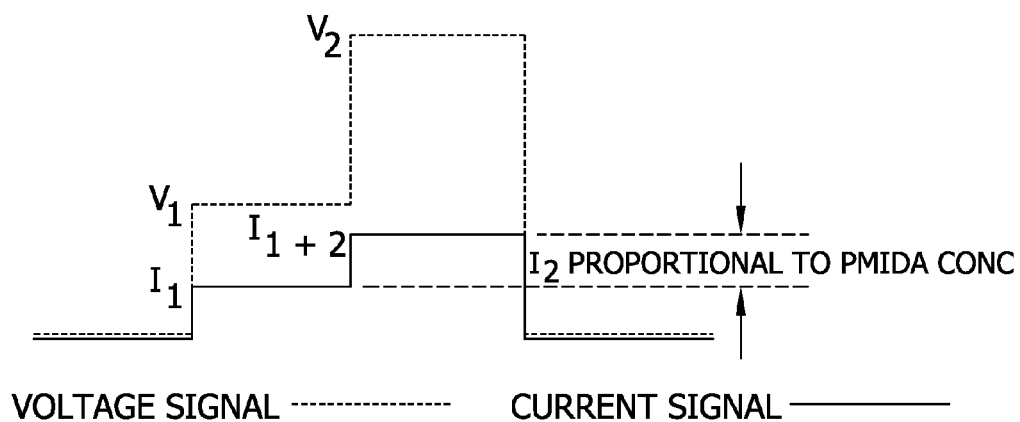 V2
V1
I1 + 2
I1
I2 PROPORTIONAL TO PMIDA CONC
VOLTAGE SIGNAL
CURRENT SIGNAL